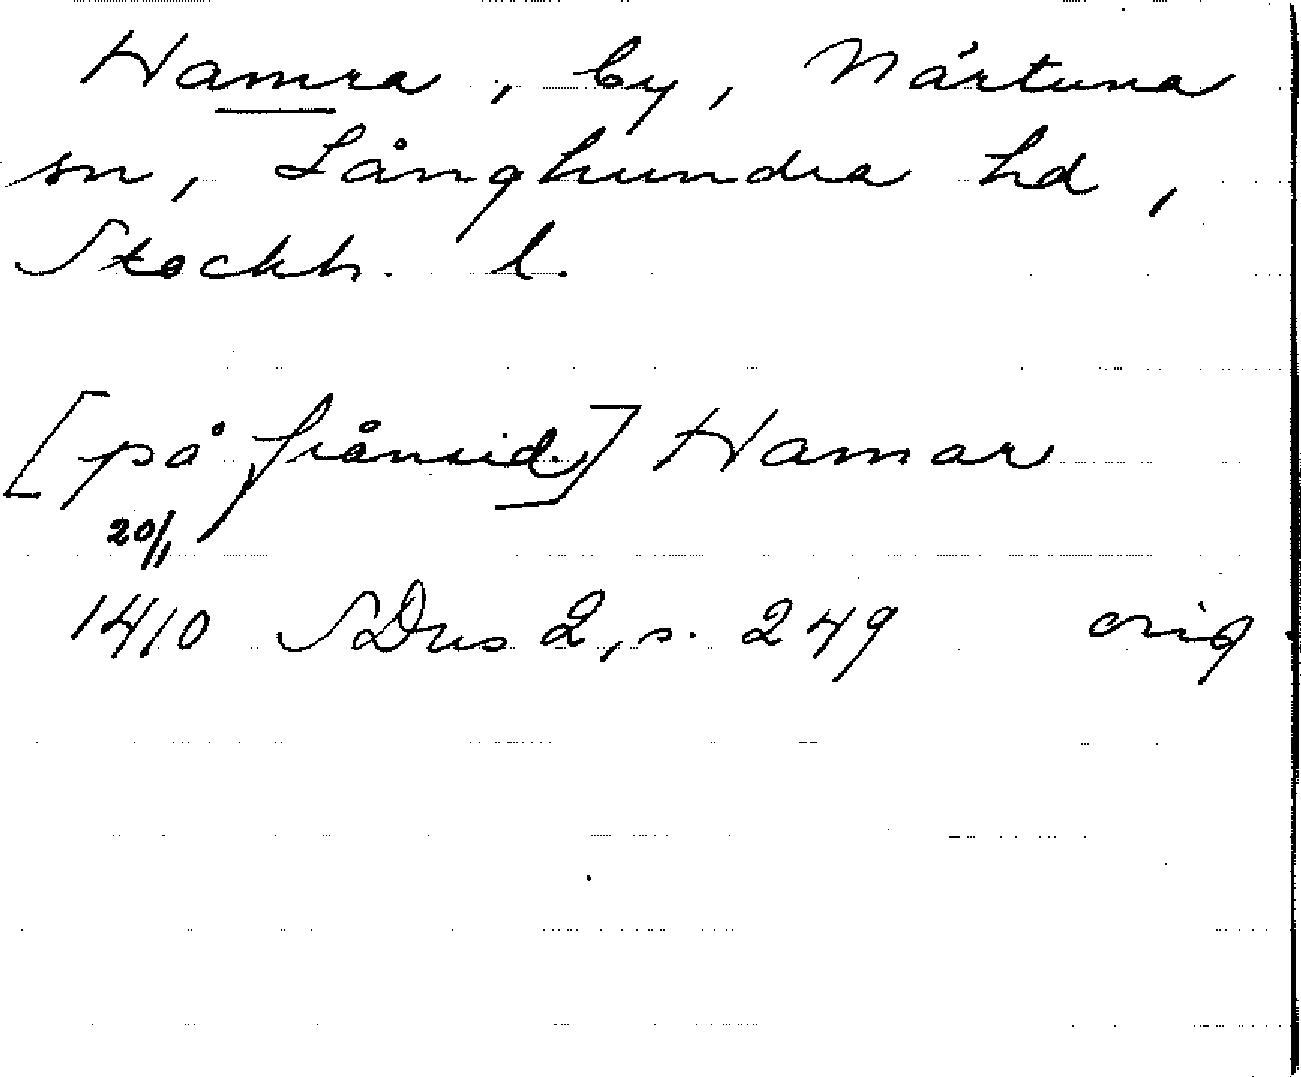 Hamra, by, Närtuna
sn, Långhundra hd,
Stockh. l.
[på frånsid.] Hamar
20/1
1410 SDns 2, s. 249 orig.